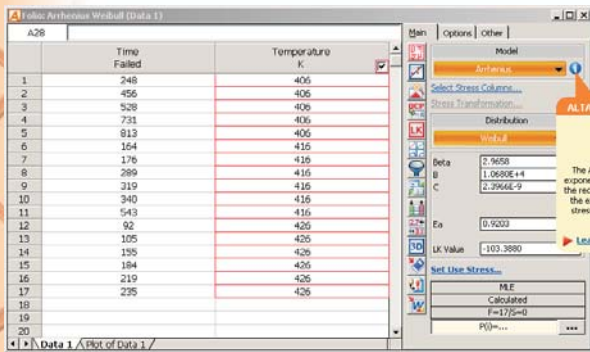 Folio: Arrhenius Weibull (Data 1)
A28
Time
Failed
Temperature
K
1 248 406
2 456 406
3 528 406
4 731 406
5 813 406
6 164 416
7 176 416
8 289 416
9 319 416
10 340 416
11 543 416
12 92 426
13 105 426
14 155 426
15 184 426
16 219 426
17 235 426
18
19
20
Data 1 Plot of Data 1
Main Options Other
Model
Arrhenius
Select Stress Columns...
Stress Transformation...
Distribution
Weibull
Beta 2.9658
B 1.0680E+4
C 2.3966E-9
Ea 0.9203
LK Value -103.3880
Set Use Stress...
MLE
Calculated
F=17/S=0
P(i)=... ...
QCP
LK
3D
ALTA
The
expone
the re
the e
stres
Lea